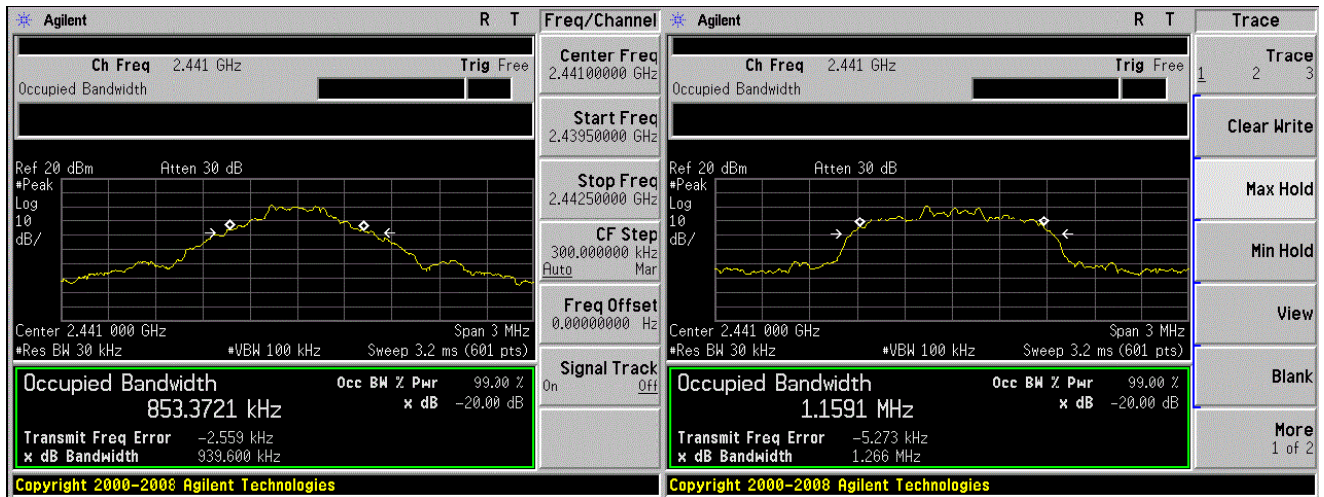 Agilent R T Freq/Channel
Ch Freq 2.441 GHz Trig Free
Occupied Bandwidth
Center Freq
2.44100000 GHz
Start Freq
2.43950000 GHz
Stop Freq
2.44250000 GHz
CF Step
300.000000 kHz
Auto Mar
Freq Offset
0.00000000 Hz
Signal Track
On Off
Ref 20 dBm Atten 30 dB
#Peak
Log
10
dB/
Center 2.441 000 GHz Span 3 MHz
#Res BW 30 kHz #VBW 100 kHz Sweep 3.2 ms (601 pts)
Occupied Bandwidth Occ BW % Pwr 99.00 %
853.3721 kHz x dB -20.00 dB
Transmit Freq Error -2.559 kHz
x dB Bandwidth 939.600 kHz
Copyright 2000-2008 Agilent Technologies
Agilent R T Trace
Ch Freq 2.441 GHz Trig Free
Occupied Bandwidth
Trace
1 2 3
Clear Write
Max Hold
Min Hold
View
Blank
More
1 of 2
Ref 20 dBm Atten 30 dB
#Peak
Log
10
dB/
Center 2.441 000 GHz Span 3 MHz
#Res BW 30 kHz #VBW 100 kHz Sweep 3.2 ms (601 pts)
Occupied Bandwidth Occ BW % Pwr 99.00 %
1.1591 MHz x dB -20.00 dB
Transmit Freq Error -5.273 kHz
x dB Bandwidth 1.266 MHz
Copyright 2000-2008 Agilent Technologies